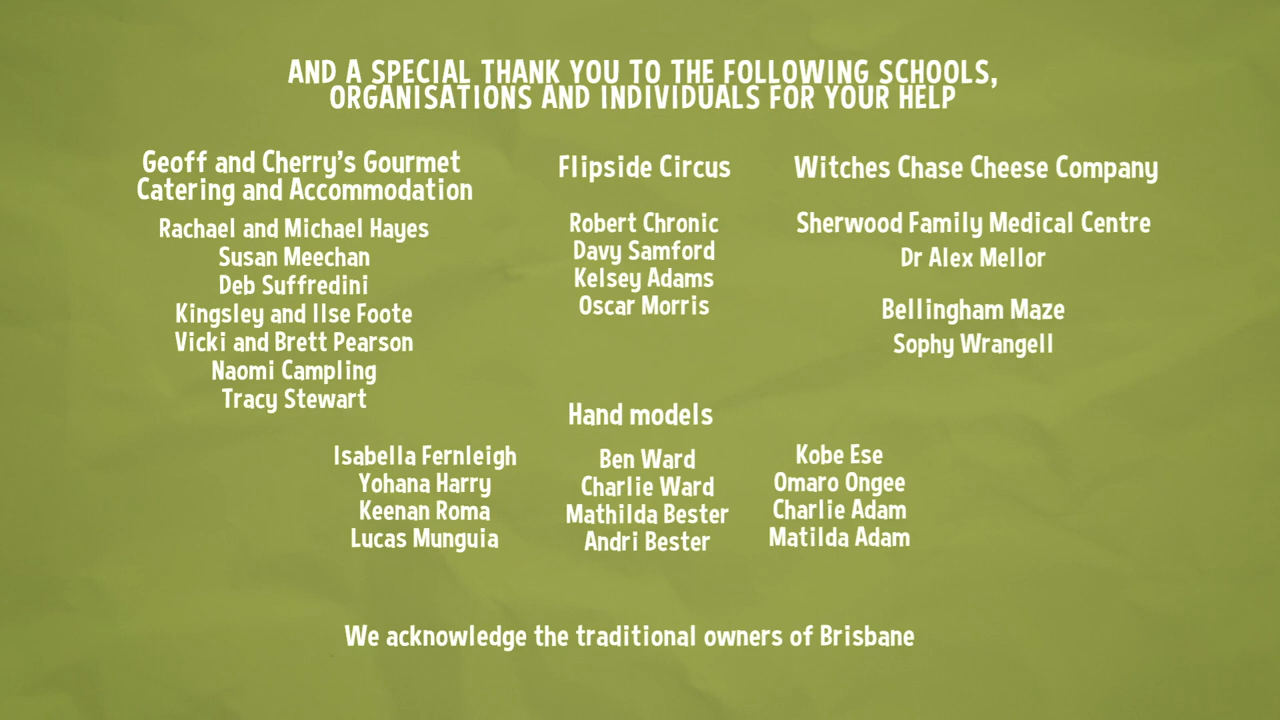 AND A SPECIAL THANK YOU TO THE FOLLOWING SCHOOLS,
ORGANISATIONS AND INDIVIDUALS FOR YOUR HELP
Geoff and Cherry's Gourmet
Catering and Accommodation
Rachael and Michael Hayes
Susan Meechan
Deb Suffredini
Kingsley and Ilse Foote
Vicki and Brett Pearson
Naomi Campling
Tracy Stewart
Flipside Circus
Robert Chronic
Davy Samford
Kelsey Adams
Oscar Morris
Witches Chase Cheese Company
Sherwood Family Medical Centre
Dr Alex Mellor
Bellingham Maze
Sophy Wrangell
Hand models
Isabella Fernleigh
Yohana Harry
Keenan Roma
Lucas Munguia
Ben Ward
Charlie Ward
Mathilda Bester
Andri Bester
Kobe Ese
Omaro Ongee
Charlie Adam
Matilda Adam
We acknowledge the traditional owners of Brisbane